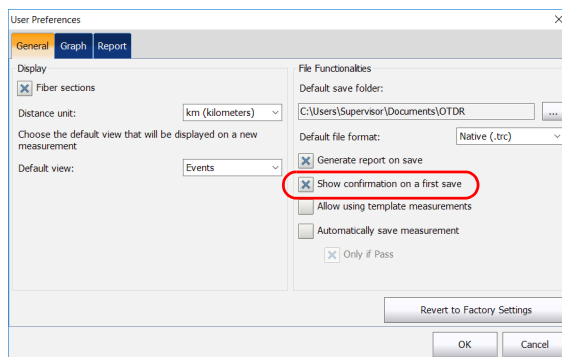 User Preferences
General Graph Report
Display
Fiber sections
Distance unit: km (kilometers)
Choose the default view that will be displayed on a new
measurement
Default view: Events
File Functionalities
Default save folder:
C:\Users\Supervisor\Documents\OTDR ...
Default file format: Native (.trc)
Generate report on save
Show confirmation on a first save
Allow using template measurements
Automatically save measurement
Only if Pass
Revert to Factory Settings
OK Cancel